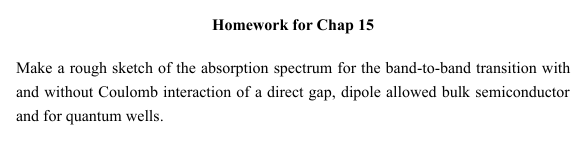 Homework for Chap 15
Make a rough sketch of the absorption spectrum for the band-to-band transition with
and without Coulomb interaction of a direct gap, dipole allowed bulk semiconductor
and for quantum wells.